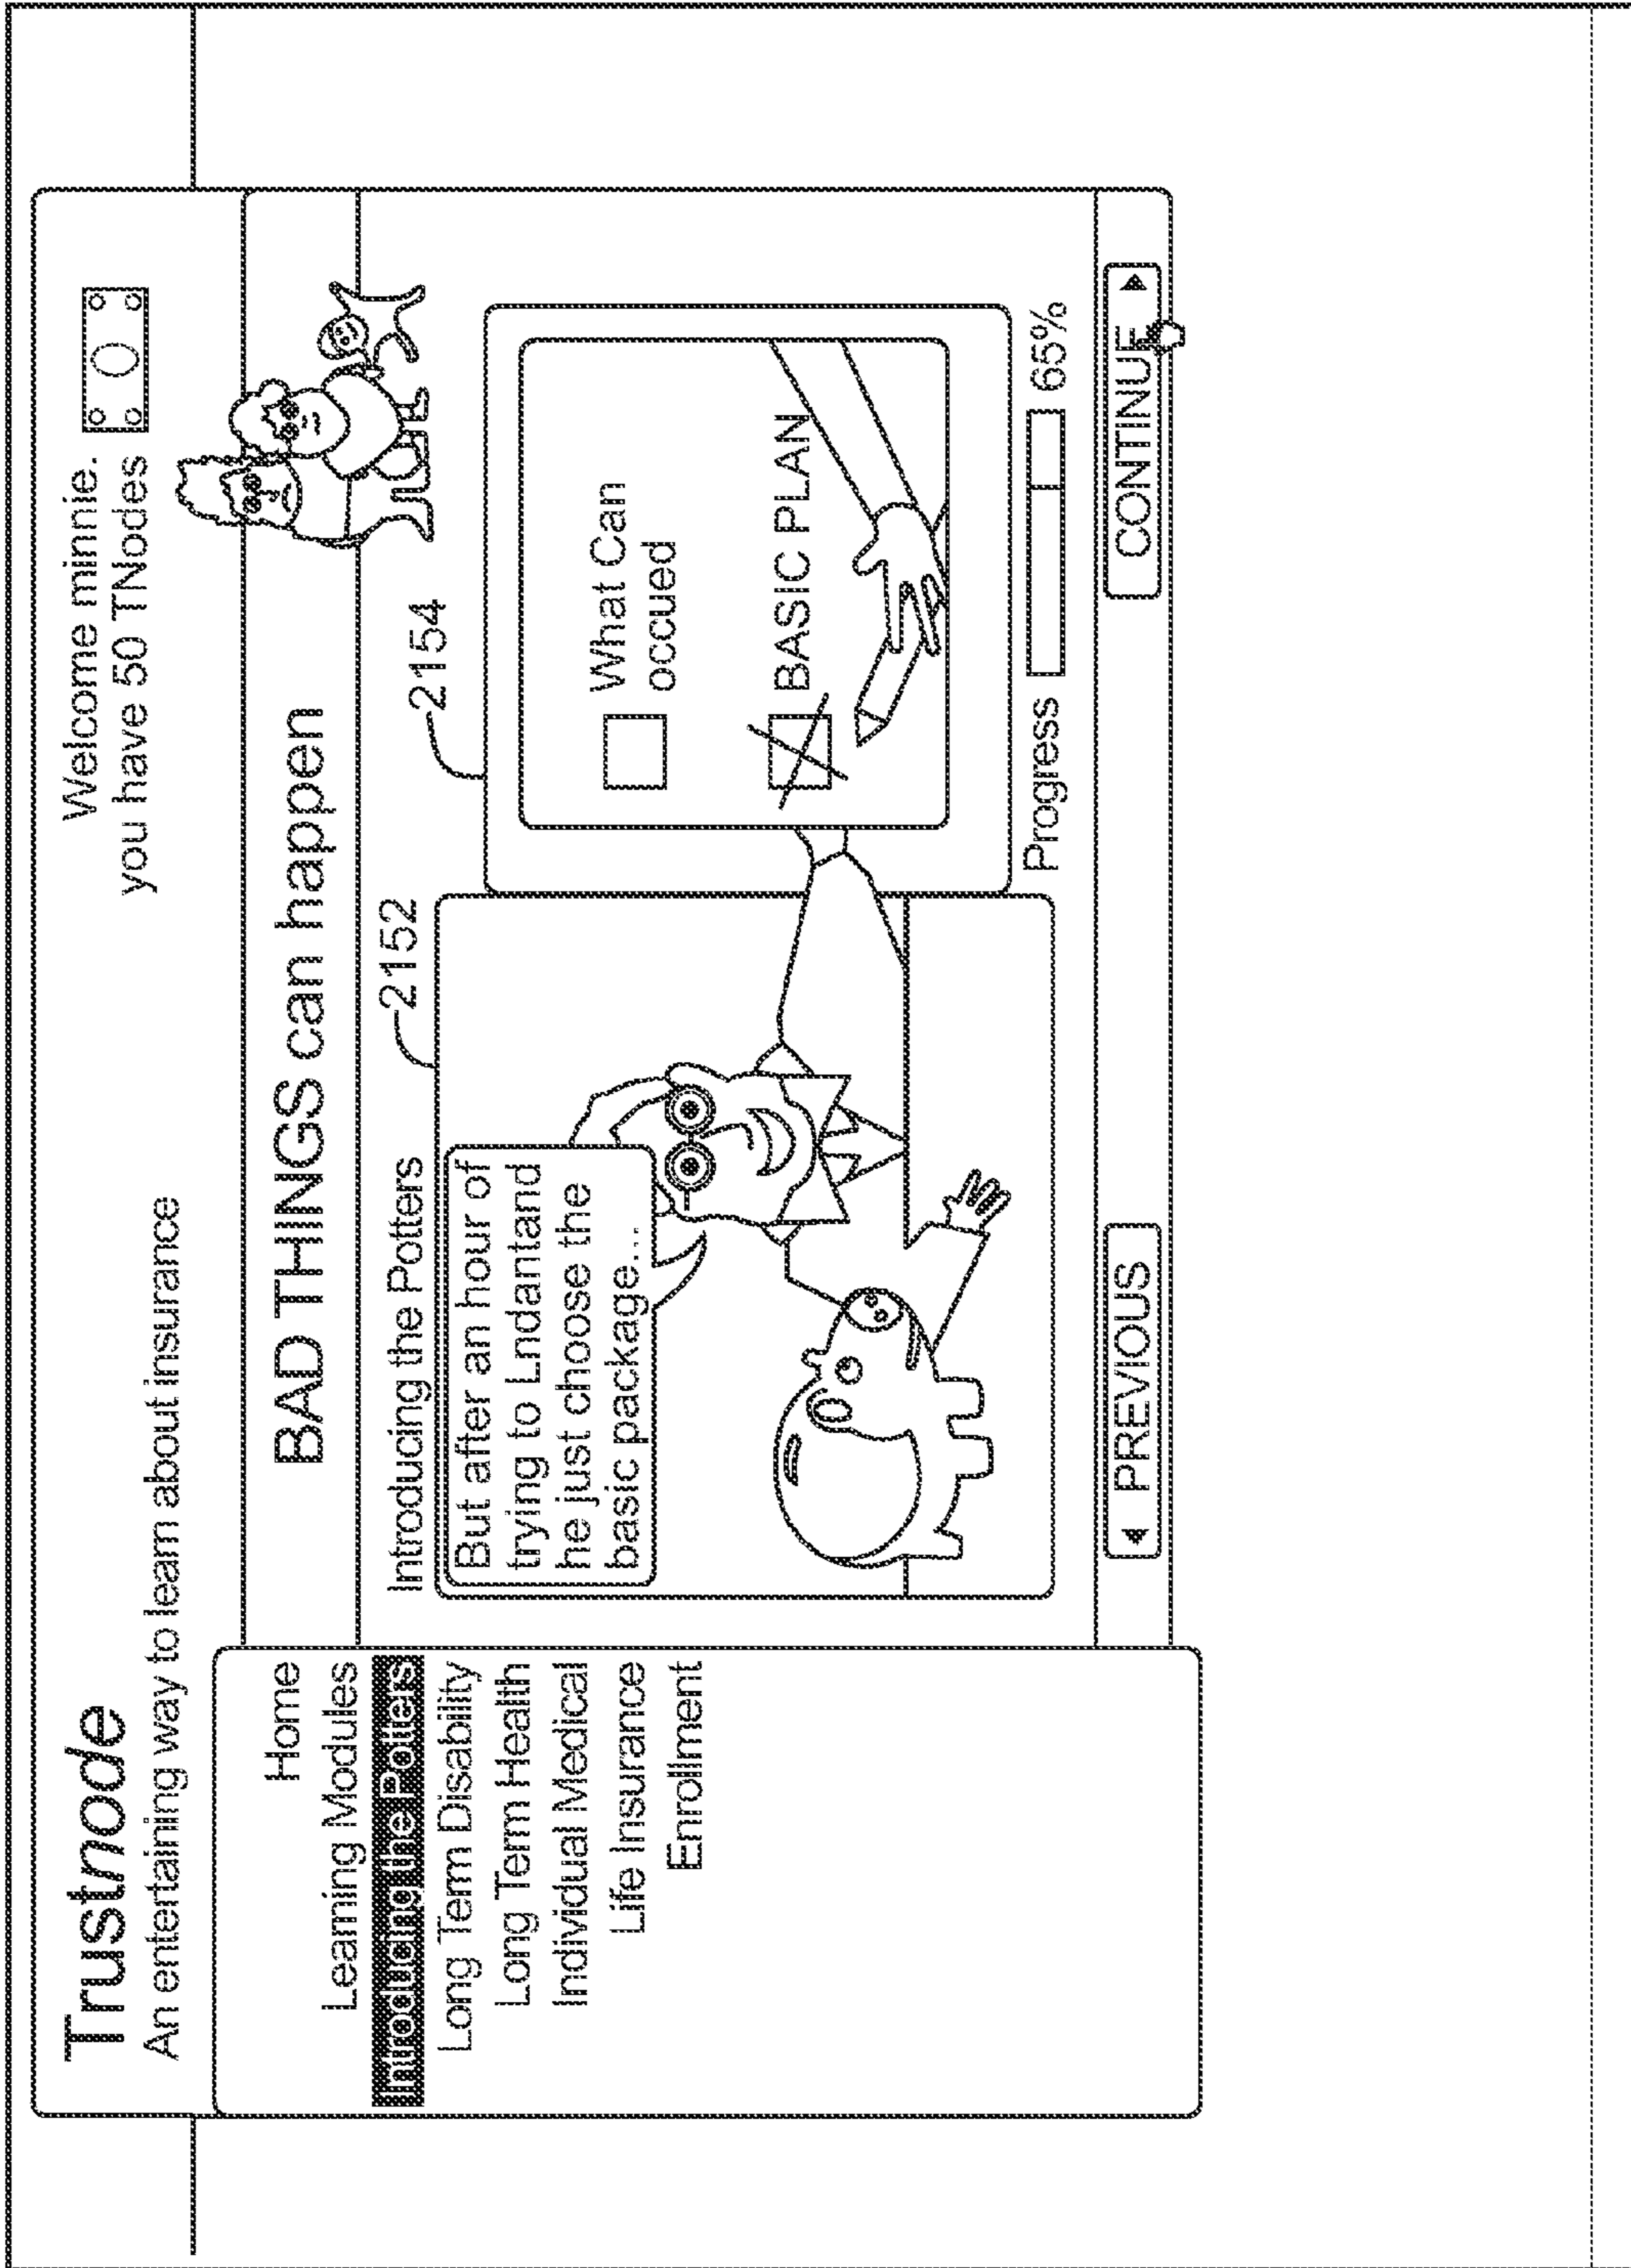 Trustnode
An entertaining way to learn about insurance
Welcome minnie.
you have 50 TNodes
Home
Learning Modules
Introducing the Potters
Long Term Disability
Long Term Health
Individual Medical
Life Insurance
Enrollment
BAD THINGS can happen
Introducing the Potters
2152
But after an hour of
trying to Lndantand
he just choose the
basic package...
2154
What Can
occued
BASIC PLAN
Progress 65%
PREVIOUS
CONTINUE